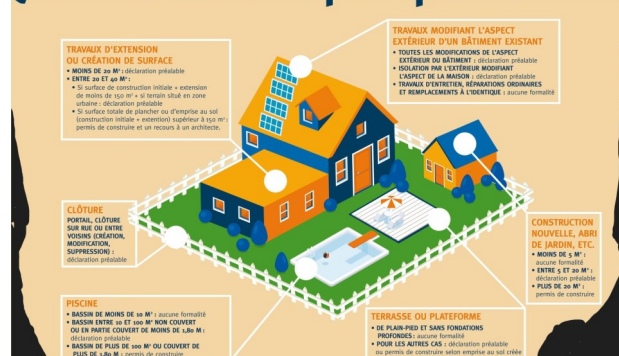 TRAVAUX D'EXTENSION
OU CRÉATION DE SURFACE
• MOINS DE 20 M² : déclaration préalable
• ENTRE 20 ET 40 M² :
• Si surface de construction initiale + extension
de moins de 150 m² + si terrain situé en zone
urbaine : déclaration préalable
• Si surface totale de plancher ou d'emprise au sol
(construction initiale + extention) supérieur à 150 m² :
permis de construire et un recours à un architecte.
TRAVAUX MODIFIANT L'ASPECT
EXTÉRIEUR D'UN BÂTIMENT EXISTANT
• TOUTES LES MODIFICATIONS DE L'ASPECT
EXTÉRIEUR DU BÂTIMENT : déclaration préalable
• ISOLATION PAR L'EXTÉRIEUR MODIFIANT
L'ASPECT DE LA MAISON : déclaration préalable
• TRAVAUX D'ENTRETIEN, RÉPARATIONS ORDINAIRES
ET REMPLACEMENTS À L'IDENTIQUE : aucune formalité
CLÔTURE
PORTAIL, CLÔTURE
SUR RUE OU ENTRE
VOISINS (CRÉATION,
MODIFICATION,
SUPPRESSION) :
déclaration préalable
CONSTRUCTION
NOUVELLE, ABRI
DE JARDIN, ETC.
• MOINS DE 5 M² :
aucune formalité
• ENTRE 5 ET 20 M² :
déclaration préalable
• PLUS DE 20 M² :
permis de construire
PISCINE
• BASSIN DE MOINS DE 10 M² : aucune formalité
• BASSIN ENTRE 10 ET 100 M² NON COUVERT
OU EN PARTIE COUVERT DE MOINS DE 1,80 M :
déclaration préalable
• BASSIN DE PLUS DE 100 M² OU COUVERT DE
PLUS DE 1,80 M : permis de construire
TERRASSE OU PLATEFORME
• DE PLAIN-PIED ET SANS FONDATIONS
PROFONDES : aucune formalité
• POUR LES AUTRES CAS : déclaration préalable
ou permis de construire selon emprise au sol créée